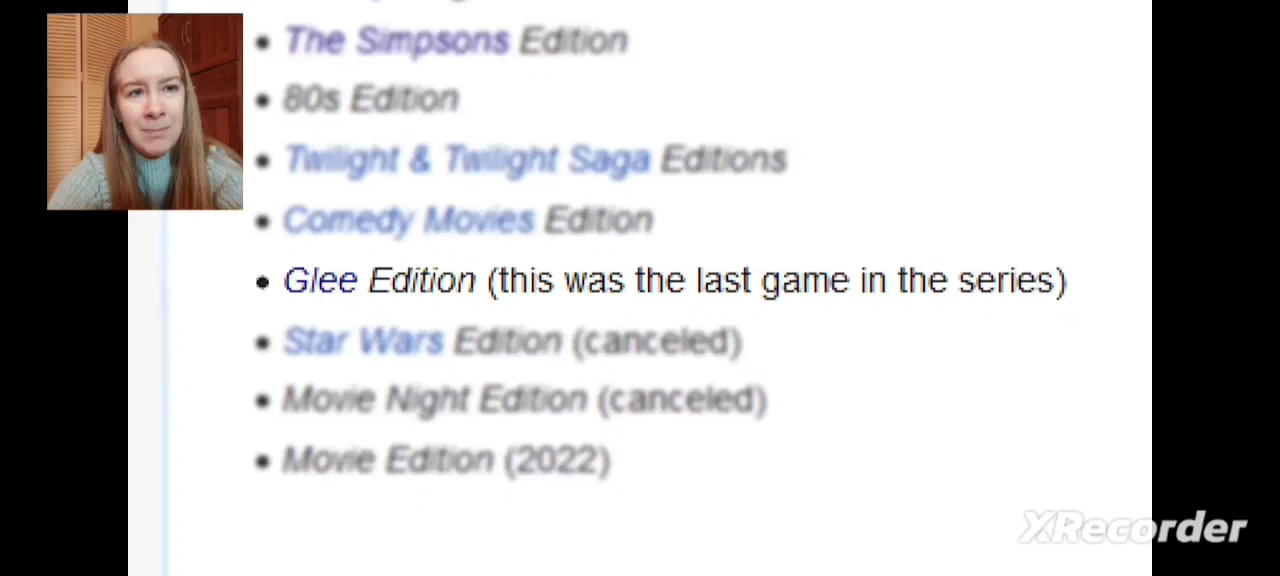 The Simpsons Edition
80s Edition
Twilight & Twilight Saga Editions
Comedy Movies Edition
Glee Edition (this was the last game in the series)
Star Wars Edition (canceled)
Movie Night Edition (canceled)
Movie Edition (2022)
XRecorder